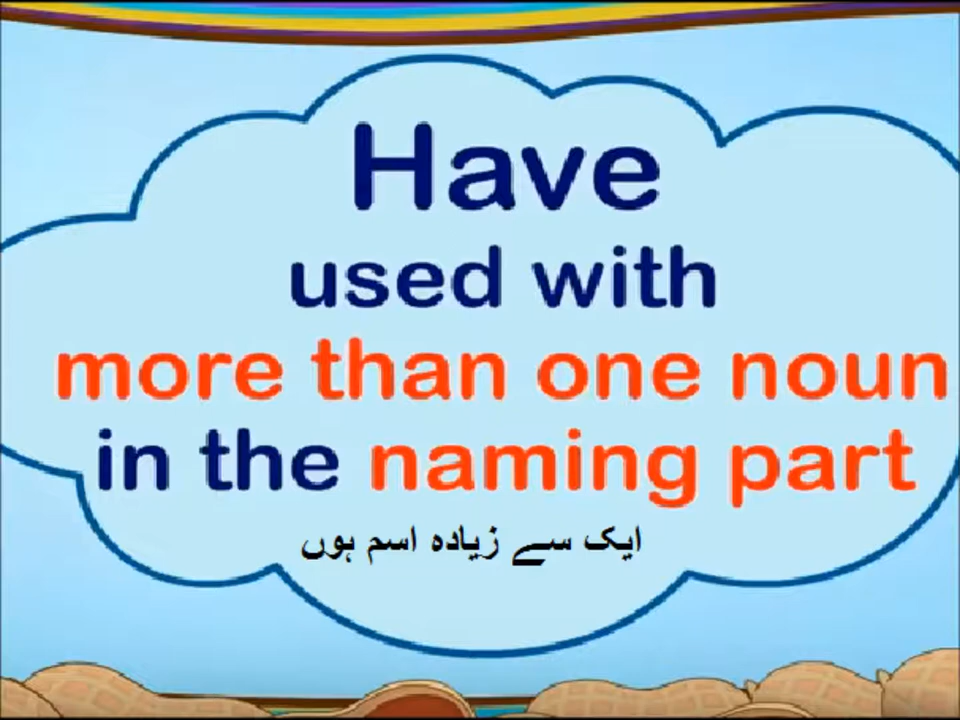 Have
used with
more than one noun
in the naming part
ایک سے زیادہ اسم ہوں